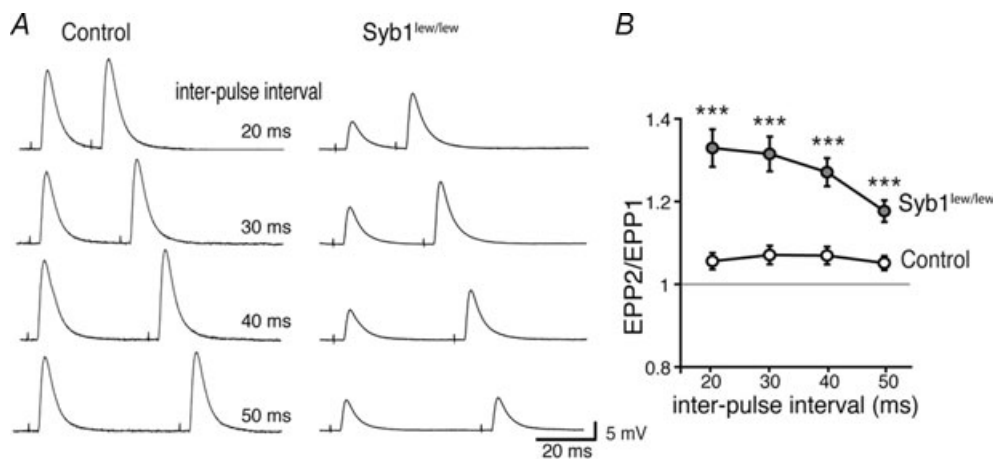 A
Control
Syb1lew/lew
inter-pulse interval
20 ms
30 ms
40 ms
50 ms
5 mV
20 ms
B
EPP2/EPP1
1.4
1.2
1
0.8
***
***
***
***
Syb1lew/lew
Control
20 30 40 50
inter-pulse interval (ms)